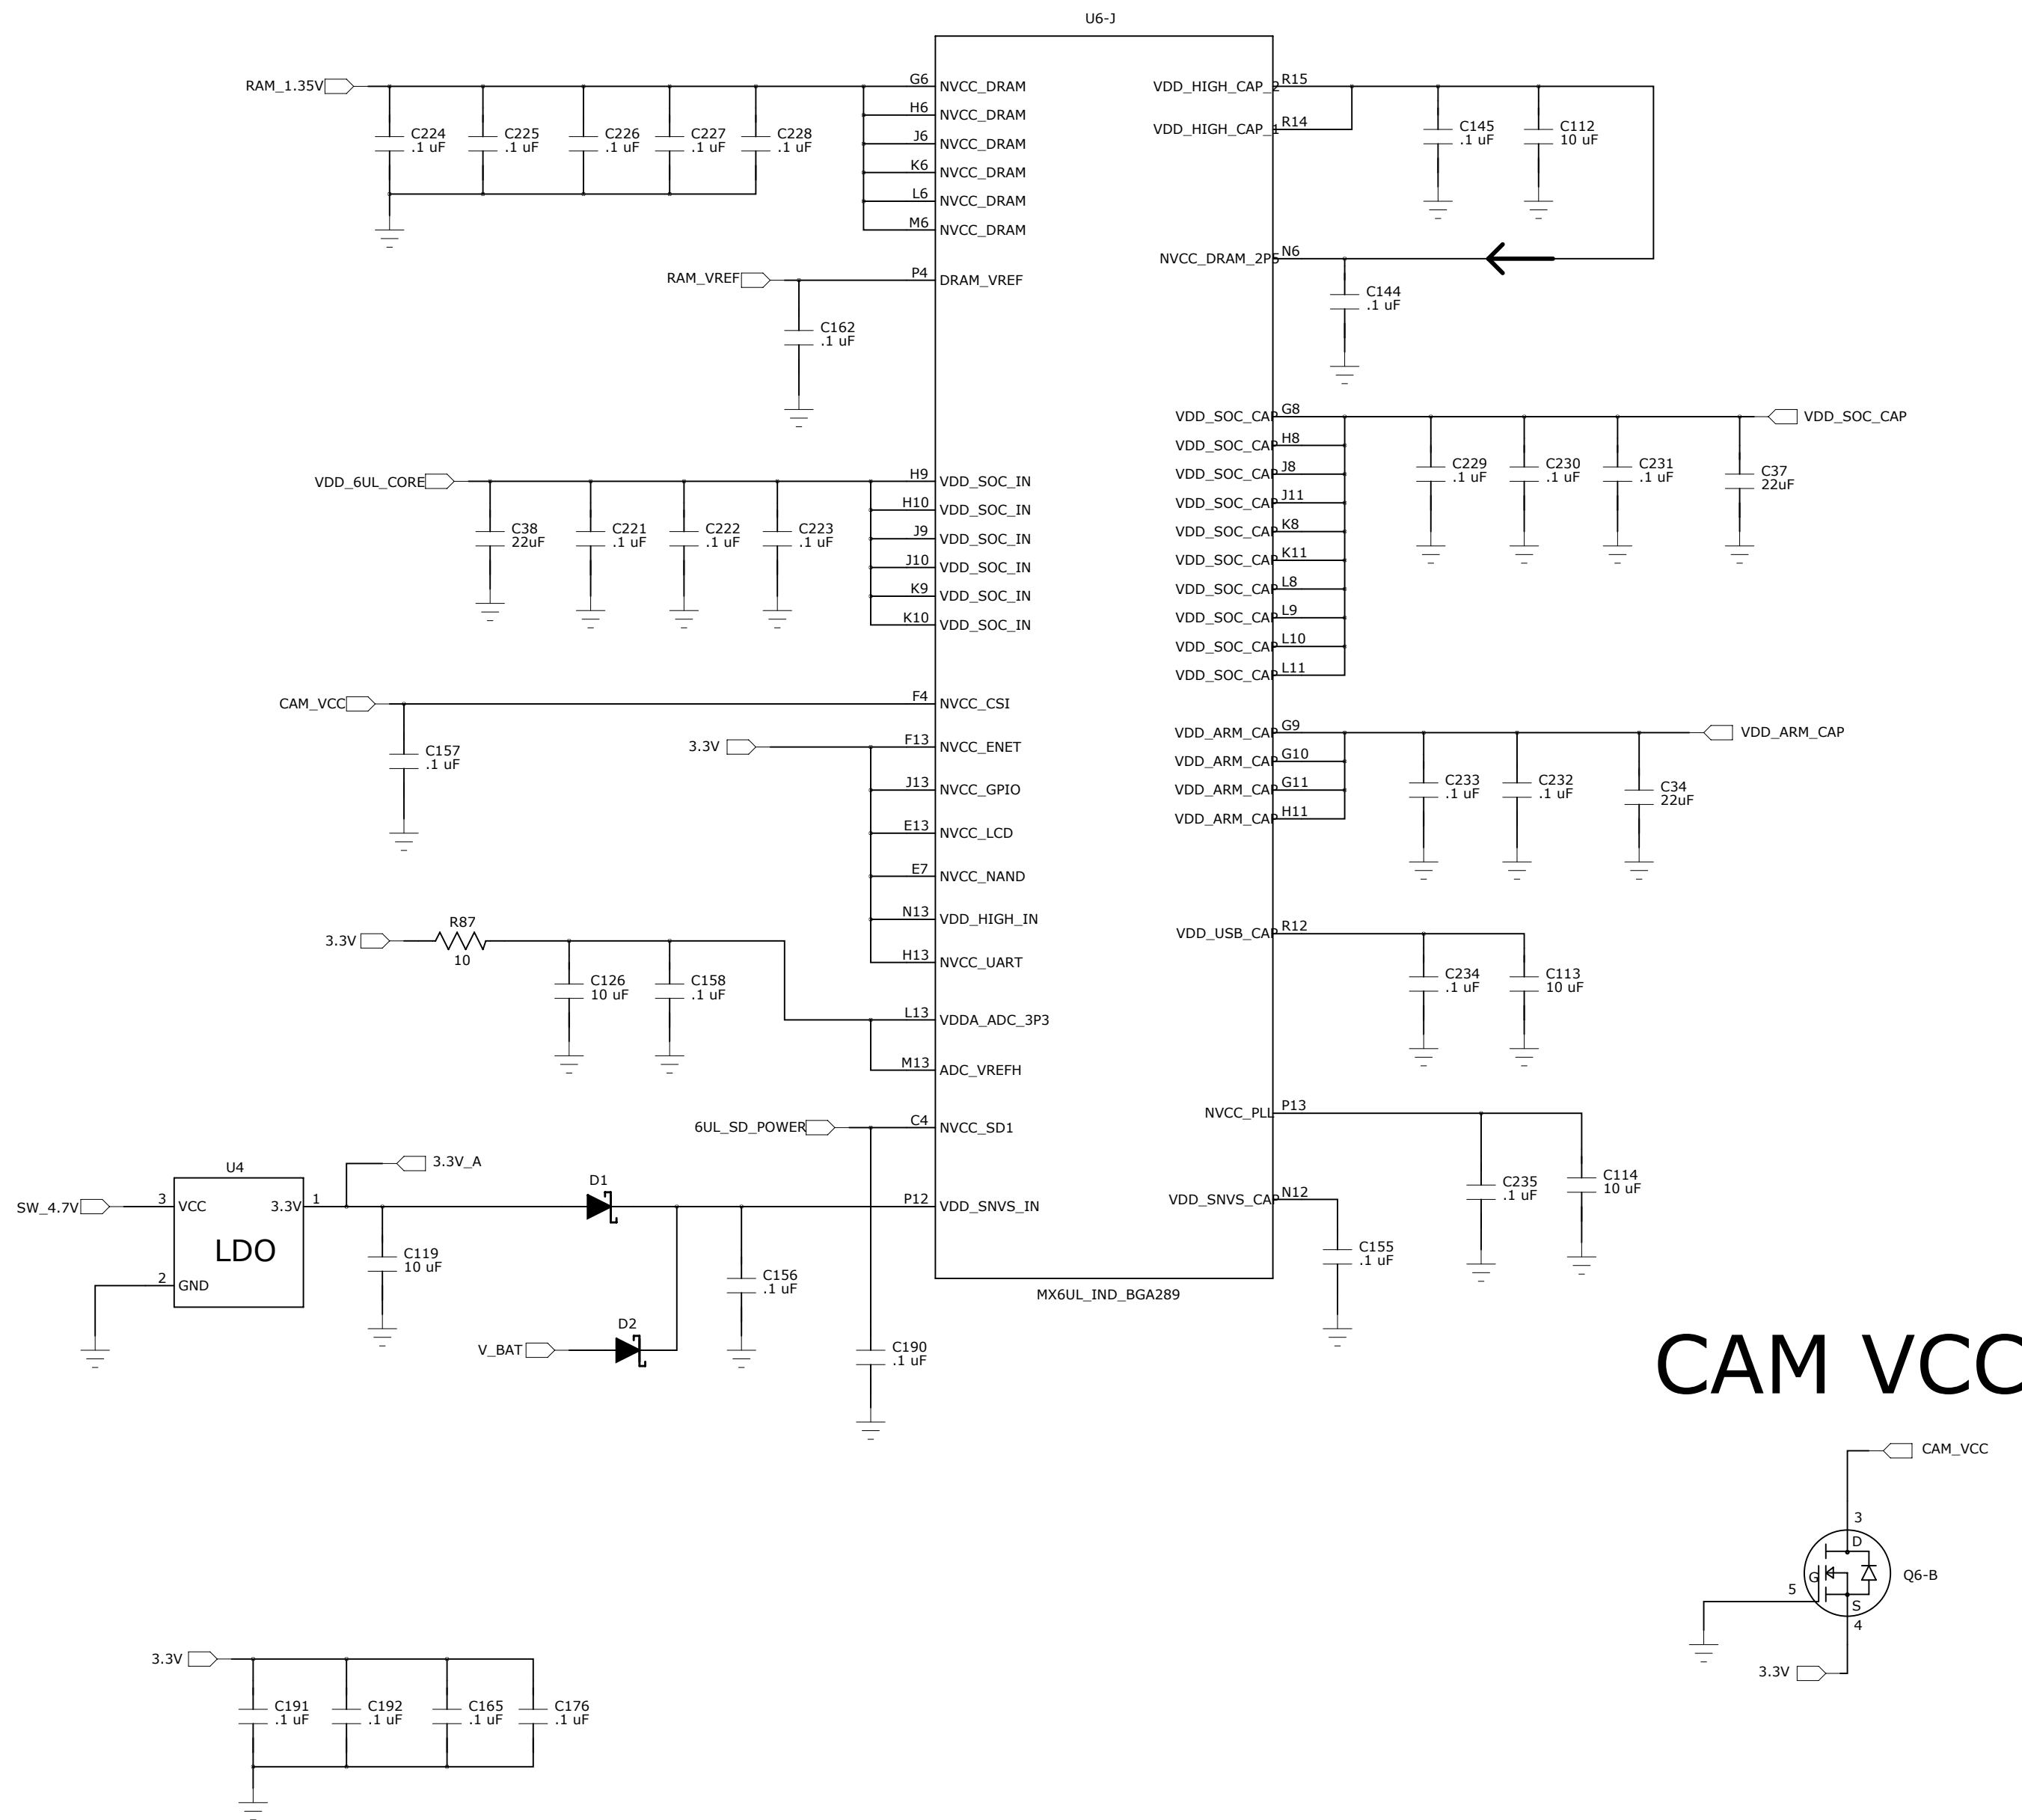 U6-J
RAM_1.35V
C224
.1 uF
C225
.1 uF
C226
.1 uF
C227
.1 uF
C228
.1 uF
G6 NVCC_DRAM
H6 NVCC_DRAM
J6 NVCC_DRAM
K6 NVCC_DRAM
L6 NVCC_DRAM
M6 NVCC_DRAM
RAM_VREF
P4 DRAM_VREF
C162
.1 uF
VDD_6UL_CORE
C38
22uF
C221
.1 uF
C222
.1 uF
C223
.1 uF
H9 VDD_SOC_IN
H10 VDD_SOC_IN
J9 VDD_SOC_IN
J10 VDD_SOC_IN
K9 VDD_SOC_IN
K10 VDD_SOC_IN
CAM_VCC
F4 NVCC_CSI
C157
.1 uF
3.3V
F13 NVCC_ENET
J13 NVCC_GPIO
E13 NVCC_LCD
E7 NVCC_NAND
N13 VDD_HIGH_IN
H13 NVCC_UART
3.3V
R87
10
C126
10 uF
C158
.1 uF
L13 VDDA_ADC_3P3
M13 ADC_VREFH
6UL_SD_POWER
C4 NVCC_SD1
C190
.1 uF
U4
SW_4.7V
3 VCC
3.3V 1
LDO
2 GND
3.3V_A
C119
10 uF
D1
D2
V_BAT
C156
.1 uF
P12 VDD_SNVS_IN
VDD_HIGH_CAP_2 R15
VDD_HIGH_CAP_1 R14
C145
.1 uF
C112
10 uF
NVCC_DRAM_2P5 N6
C144
.1 uF
VDD_SOC_CAP G8
VDD_SOC_CAP H8
VDD_SOC_CAP J8
VDD_SOC_CAP J11
VDD_SOC_CAP K8
VDD_SOC_CAP K11
VDD_SOC_CAP L8
VDD_SOC_CAP L9
VDD_SOC_CAP L10
VDD_SOC_CAP L11
C229
.1 uF
C230
.1 uF
C231
.1 uF
C37
22uF
VDD_SOC_CAP
VDD_ARM_CAP G9
VDD_ARM_CAP G10
VDD_ARM_CAP G11
VDD_ARM_CAP H11
C233
.1 uF
C232
.1 uF
C34
22uF
VDD_ARM_CAP
VDD_USB_CAP R12
C234
.1 uF
C113
10 uF
NVCC_PLL P13
C235
.1 uF
C114
10 uF
VDD_SNVS_CAP N12
C155
.1 uF
MX6UL_IND_BGA289
CAM VCC
CAM_VCC
3
D
G
5
S
4
Q6-B
3.3V
3.3V
C191
.1 uF
C192
.1 uF
C165
.1 uF
C176
.1 uF